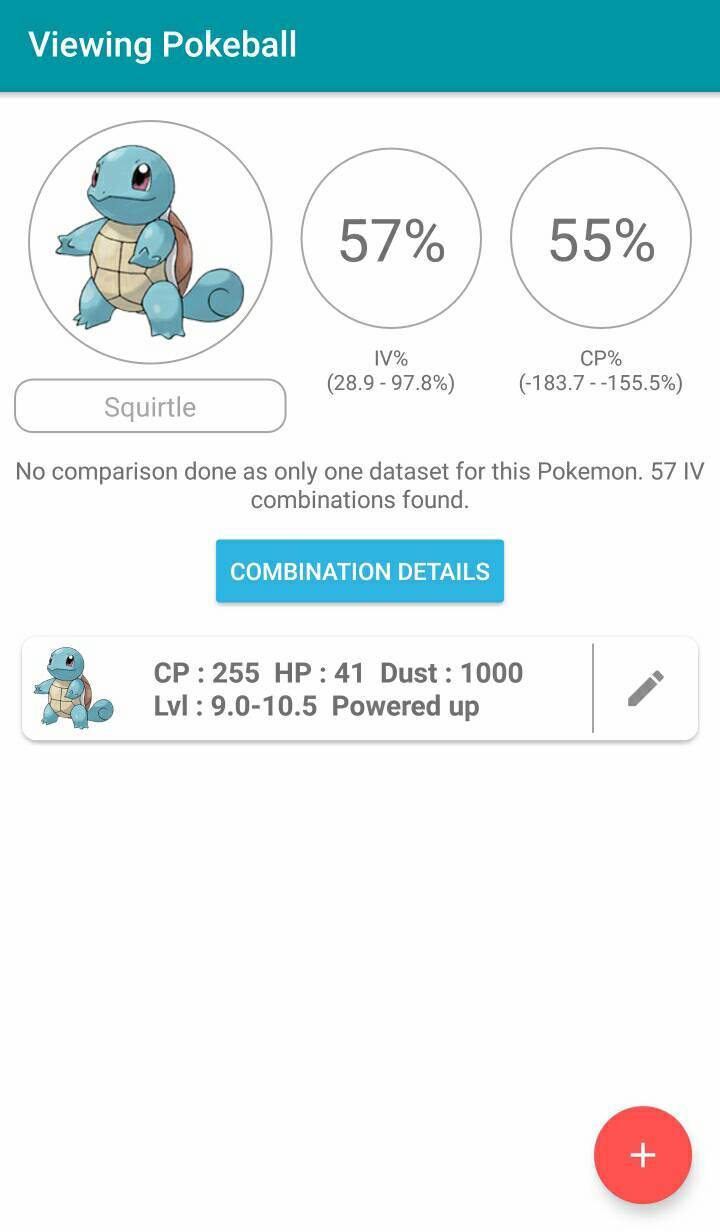 Viewing Pokeball
57%
55%
IV%
(28.9 - 97.8%)
CP%
(-183.7 - -155.5%)
Squirtle
No comparison done as only one dataset for this Pokemon. 57 IV
combinations found.
COMBINATION DETAILS
CP : 255 HP : 41 Dust : 1000
Lvl : 9.0-10.5 Powered up
+